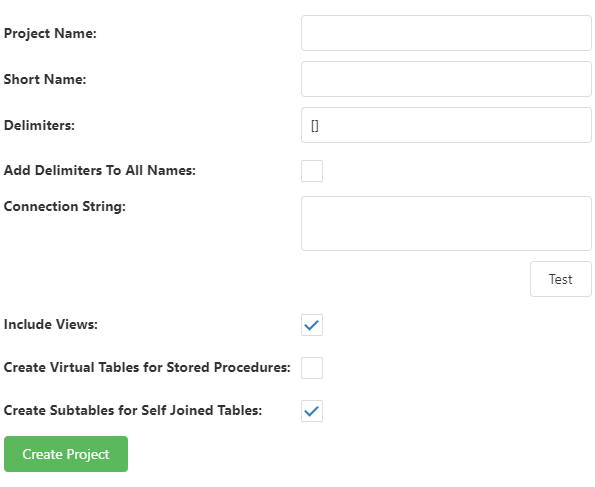 Project Name:
Short Name:
Delimiters: []
Add Delimiters To All Names:
Connection String:
Test
Include Views:
Create Virtual Tables for Stored Procedures:
Create Subtables for Self Joined Tables:
Create Project